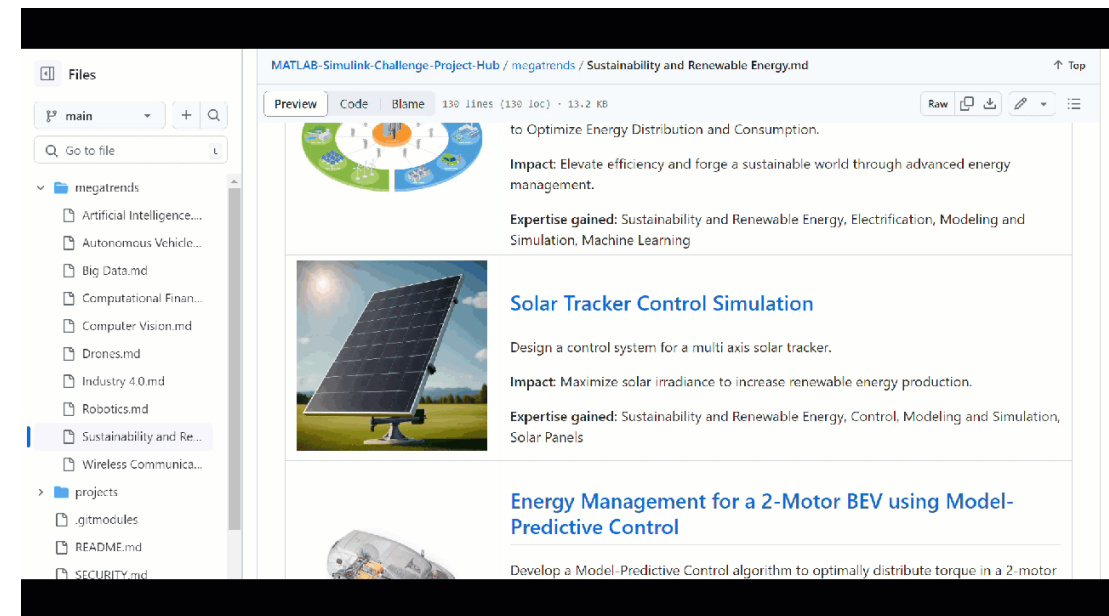 Files
main
Go to file
L
megatrends
Artificial Intelligence....
Autonomous Vehicle...
Big Data.md
Computational Finan...
Computer Vision.md
Drones.md
Industry 4.0.md
Robotics.md
Sustainability and Re...
Wireless Communica...
projects
.gitmodules
README.md
SECURITY.md
MATLAB-Simulink-Challenge-Project-Hub / megatrends / Sustainability and Renewable Energy.md
Top
Preview Code Blame 130 lines (130 loc) · 13.2 KB Raw
to Optimize Energy Distribution and Consumption.
Impact: Elevate efficiency and forge a sustainable world through advanced energy
management.
Expertise gained: Sustainability and Renewable Energy, Electrification, Modeling and
Simulation, Machine Learning
Solar Tracker Control Simulation
Design a control system for a multi axis solar tracker.
Impact: Maximize solar irradiance to increase renewable energy production.
Expertise gained: Sustainability and Renewable Energy, Control, Modeling and Simulation,
Solar Panels
Energy Management for a 2-Motor BEV using Model-
Predictive Control
Develop a Model-Predictive Control algorithm to optimally distribute torque in a 2-motor